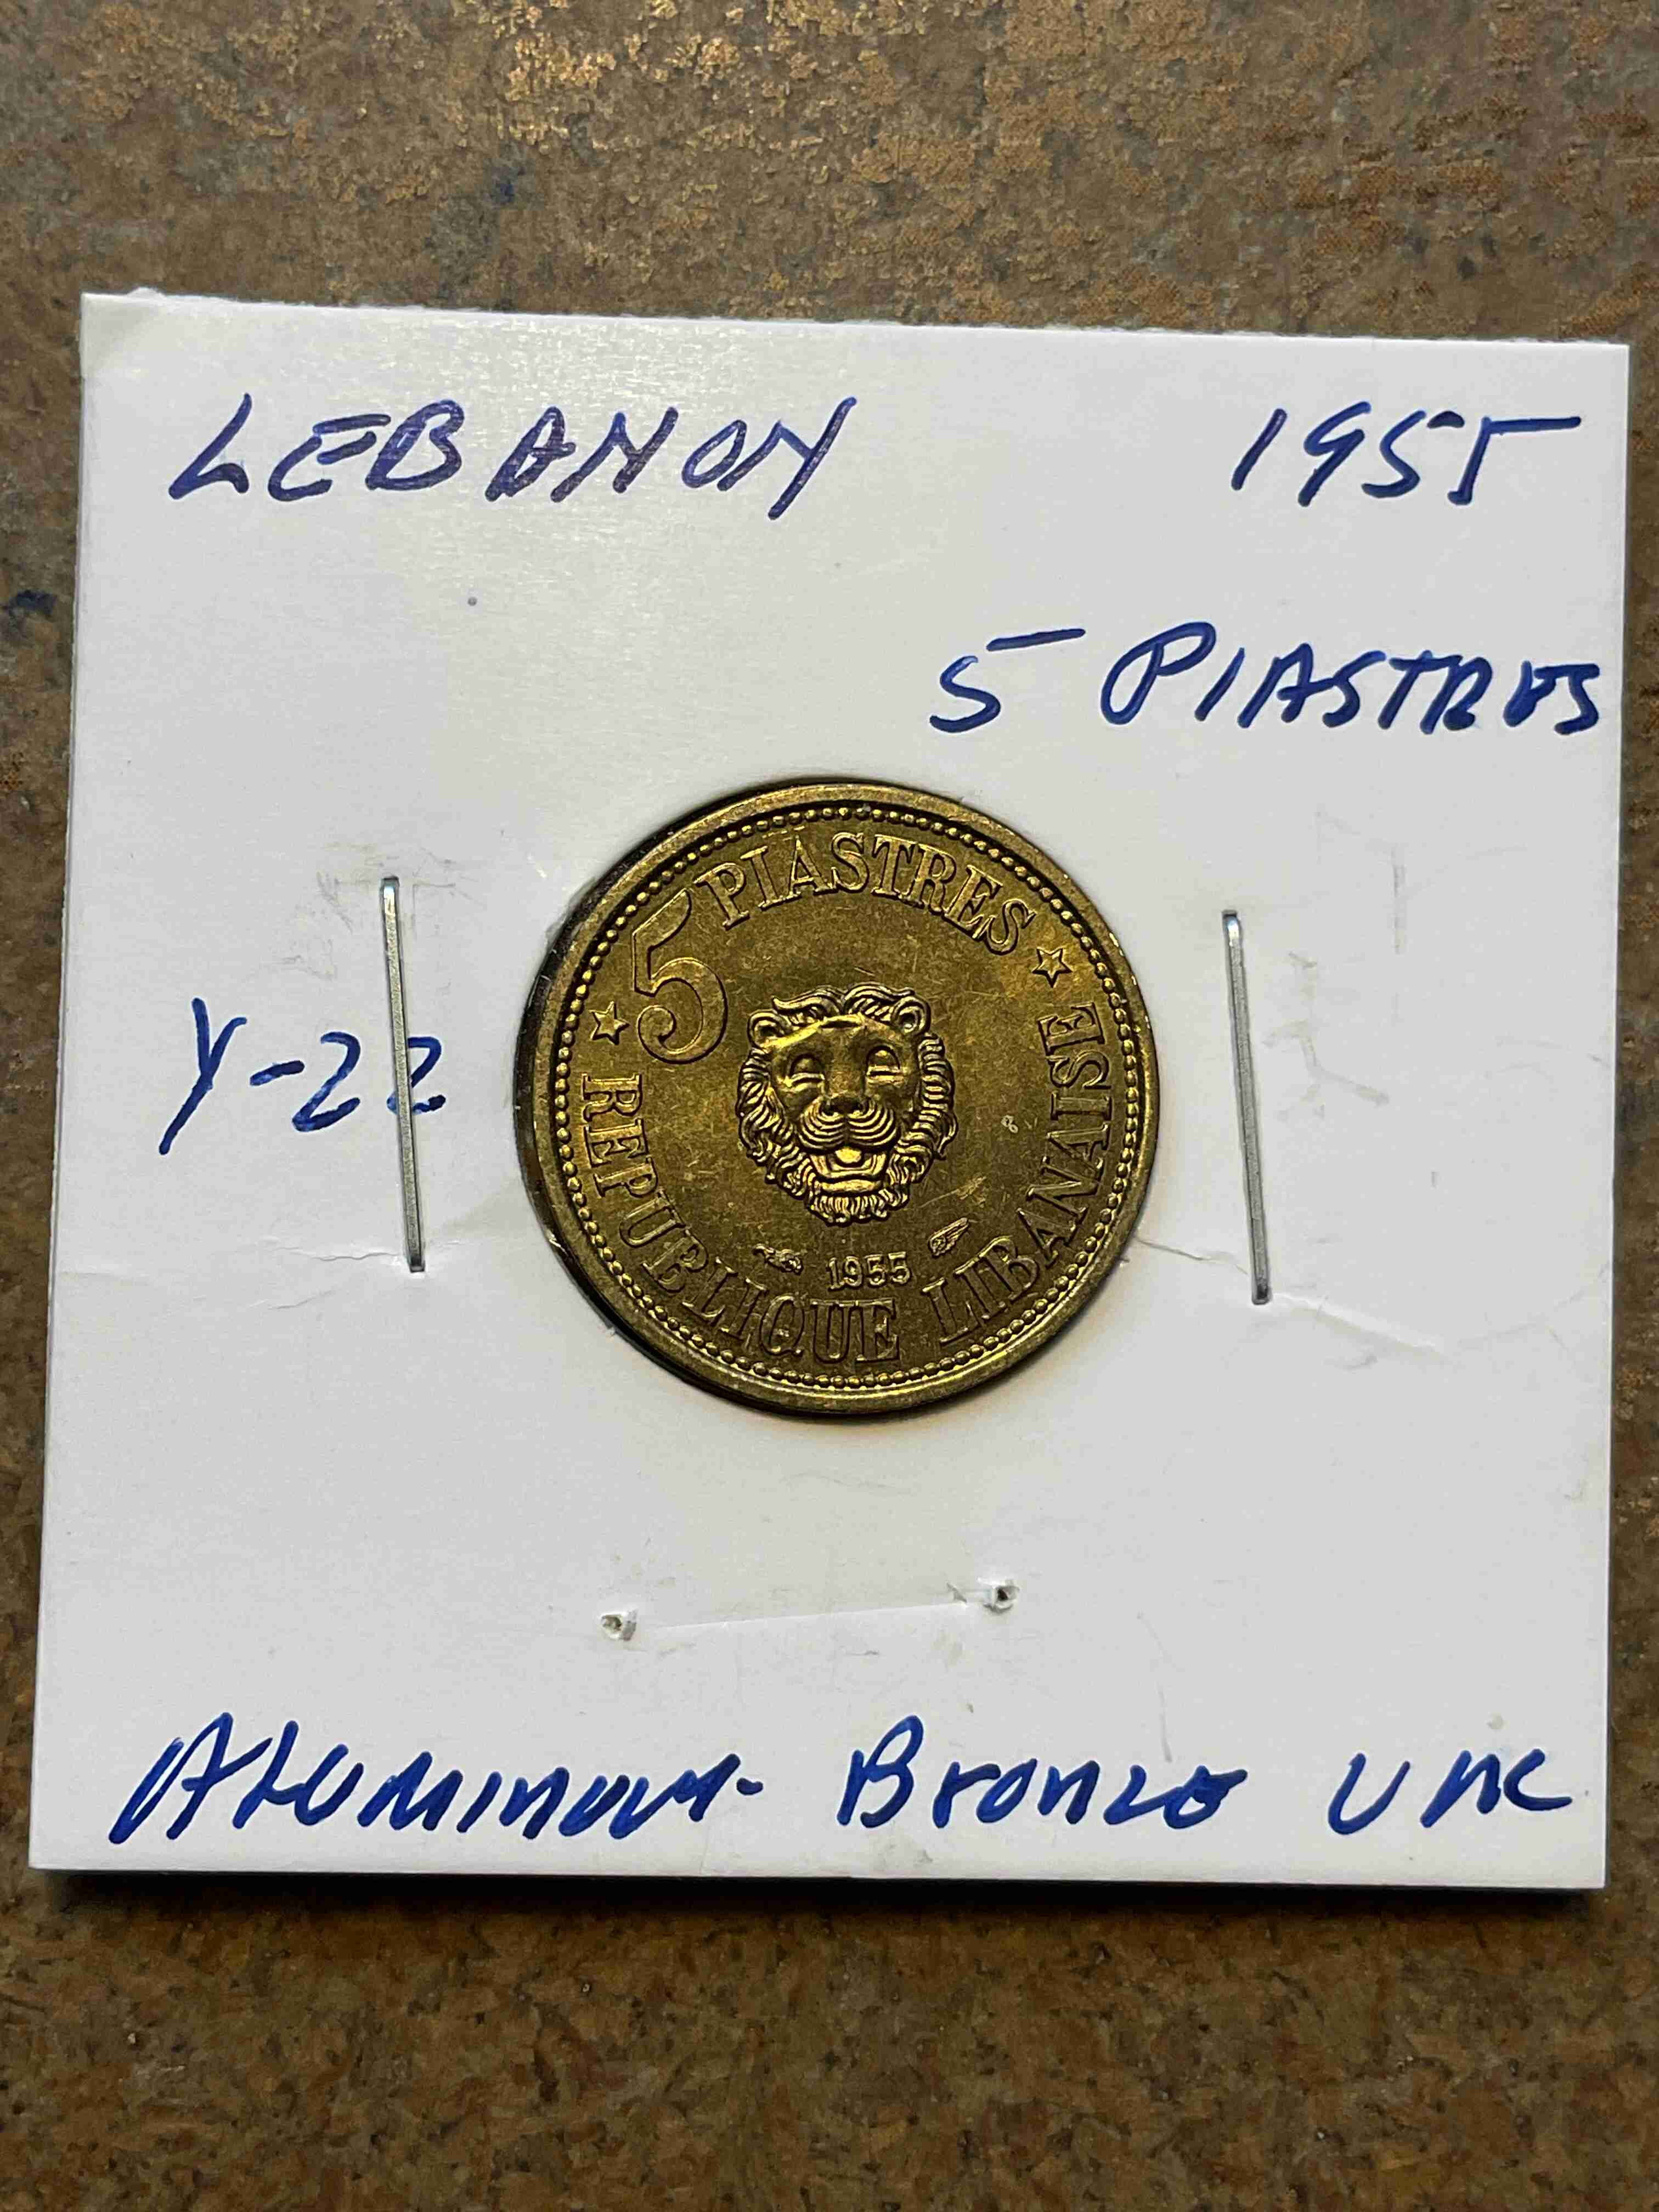 LEBANON 1955
5 PIASTRES
5 PIASTRES
Y-22
REPUBLIQUE LIBANAISE
1955
Aluminum-Bronze UNC